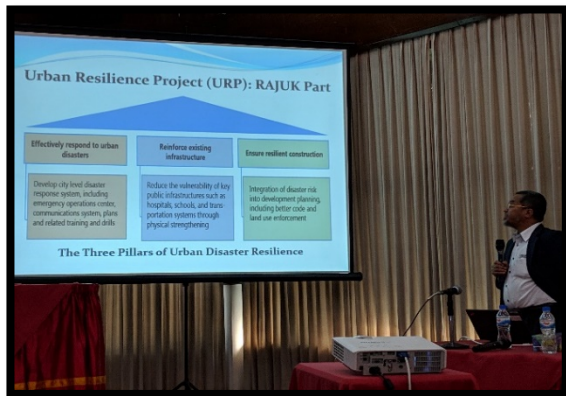 Urban Resilience Project (URP): RAJUK Part
Effectively respond to urban
disasters
Develop city level disaster
response system, including
emergency operations center,
communications system, plans
and related training and drills
Reinforce existing
infrastructure
Reduce the vulnerability of key
public infrastructures such as
hospitals, schools, and trans-
portation systems through
physical strengthening
Ensure resilient construction
Integration of disaster risk
into development planning,
including better code and
land use enforcement
The Three Pillars of Urban Disaster Resilience